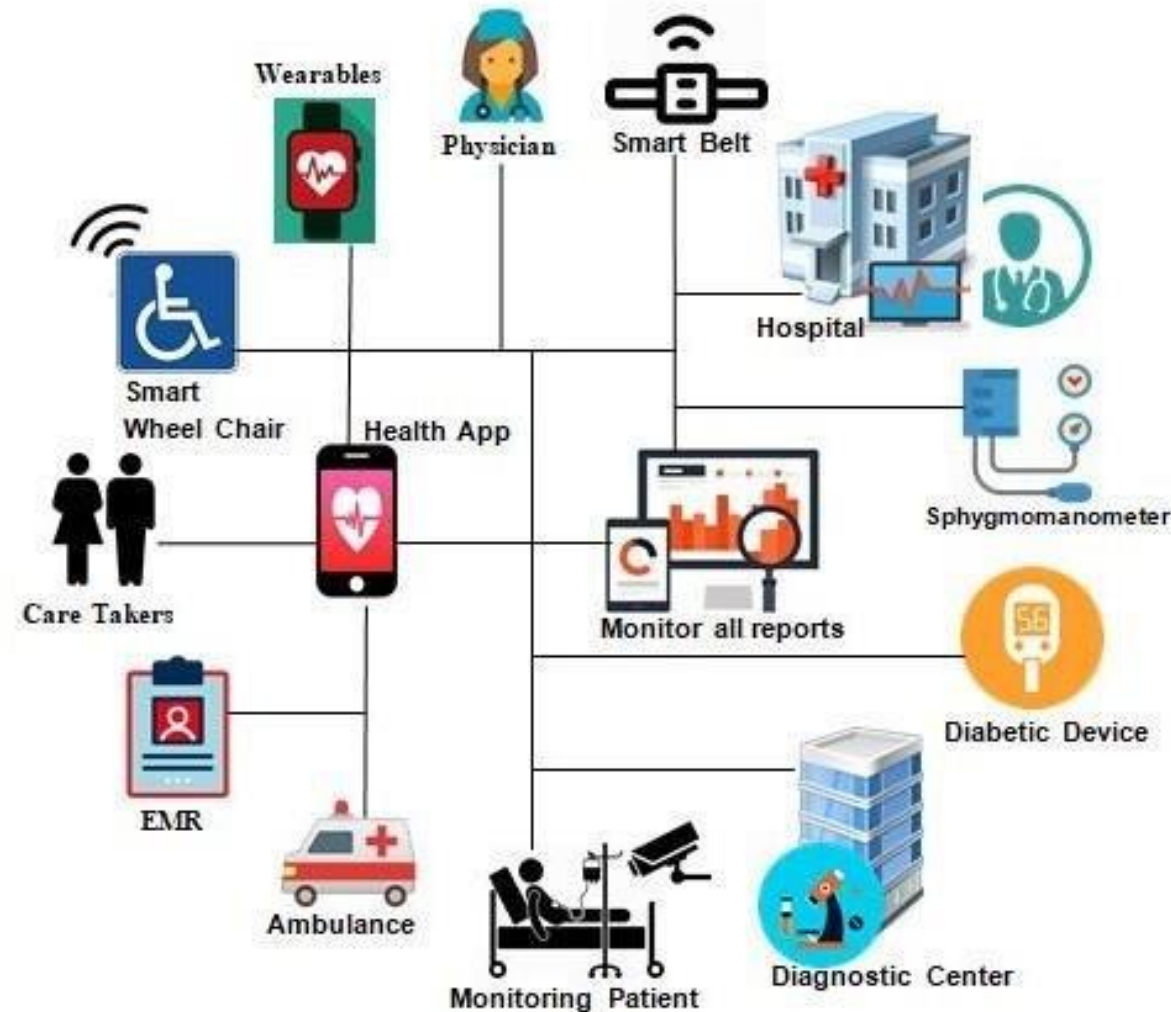 Wearables
Physician
Smart Belt
Hospital
Smart
Wheel Chair
Health App
Sphygmomanometer
Care Takers
Monitor all reports
56
Diabetic Device
EMR
Ambulance
Monitoring Patient
Diagnostic Center